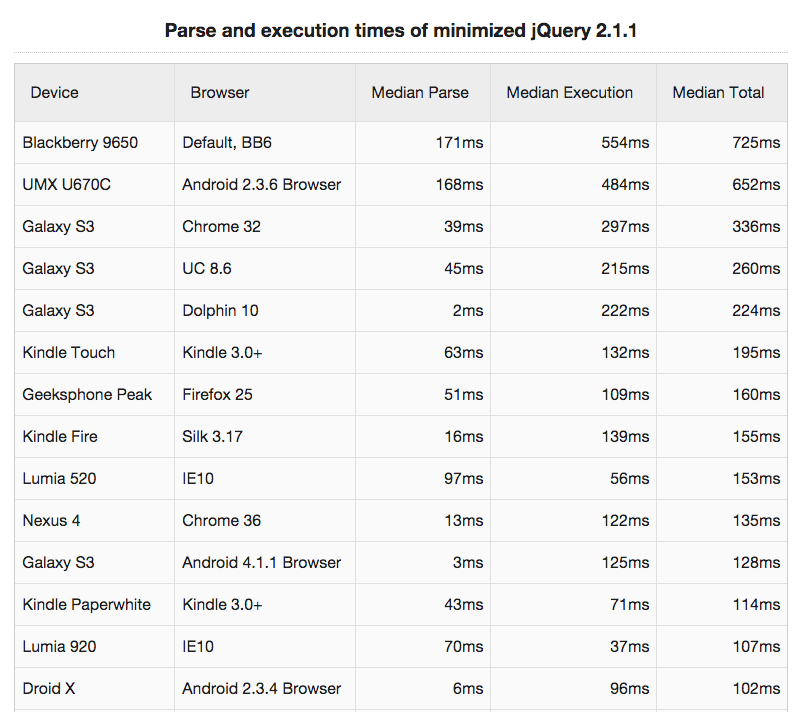 Parse and execution times of minimized jQuery 2.1.1
Device Browser Median Parse Median Execution Median Total
Blackberry 9650 Default, BB6 171ms 554ms 725ms
UMX U670C Android 2.3.6 Browser 168ms 484ms 652ms
Galaxy S3 Chrome 32 39ms 297ms 336ms
Galaxy S3 UC 8.6 45ms 215ms 260ms
Galaxy S3 Dolphin 10 2ms 222ms 224ms
Kindle Touch Kindle 3.0+ 63ms 132ms 195ms
Geeksphone Peak Firefox 25 51ms 109ms 160ms
Kindle Fire Silk 3.17 16ms 139ms 155ms
Lumia 520 IE10 97ms 56ms 153ms
Nexus 4 Chrome 36 13ms 122ms 135ms
Galaxy S3 Android 4.1.1 Browser 3ms 125ms 128ms
Kindle Paperwhite Kindle 3.0+ 43ms 71ms 114ms
Lumia 920 IE10 70ms 37ms 107ms
Droid X Android 2.3.4 Browser 6ms 96ms 102ms